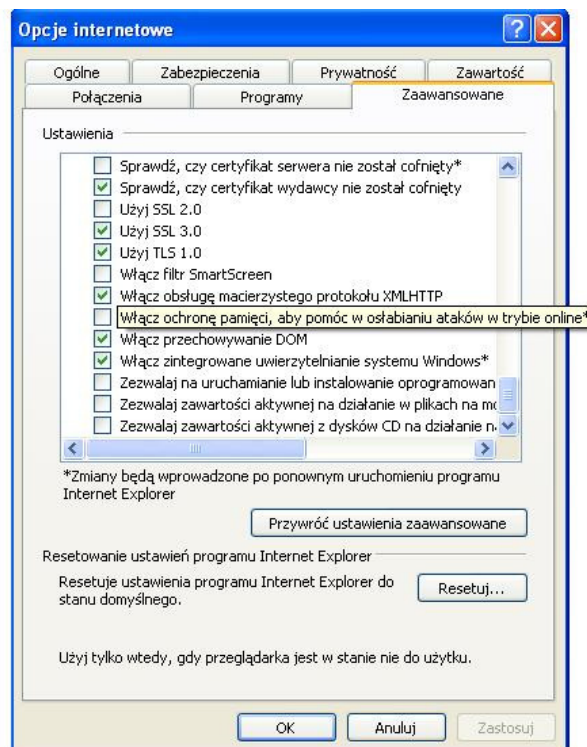 Opcje internetowe
Ogólne Zabezpieczenia Prywatność Zawartość
Połączenia Programy Zaawansowane
Ustawienia
Sprawdź, czy certyfikat serwera nie został cofnięty*
Sprawdź, czy certyfikat wydawcy nie został cofnięty
Użyj SSL 2.0
Użyj SSL 3.0
Użyj TLS 1.0
Włącz filtr SmartScreen
Włącz obsługę macierzystego protokołu XMLHTTP
Włącz ochronę pamięci, aby pomóc w osłabianiu ataków w trybie online*
Włącz przechowywanie DOM
Włącz zintegrowane uwierzytelnianie systemu Windows*
Zezwalaj na uruchamianie lub instalowanie oprogramowan
Zezwalaj zawartości aktywnej na działanie w plikach na
Zezwalaj zawartości aktywnej z dysków CD na działanie
*Zmiany będą wprowadzone po ponownym uruchomieniu programu
Internet Explorer
Przywróć ustawienia zaawansowane
Resetowanie ustawień programu Internet Explorer
Resetuje ustawienia programu Internet Explorer do
stanu domyślnego.
Resetuj...
Użyj tylko wtedy, gdy przeglądarka jest w stanie nie do użytku.
OK Anuluj Zastosuj